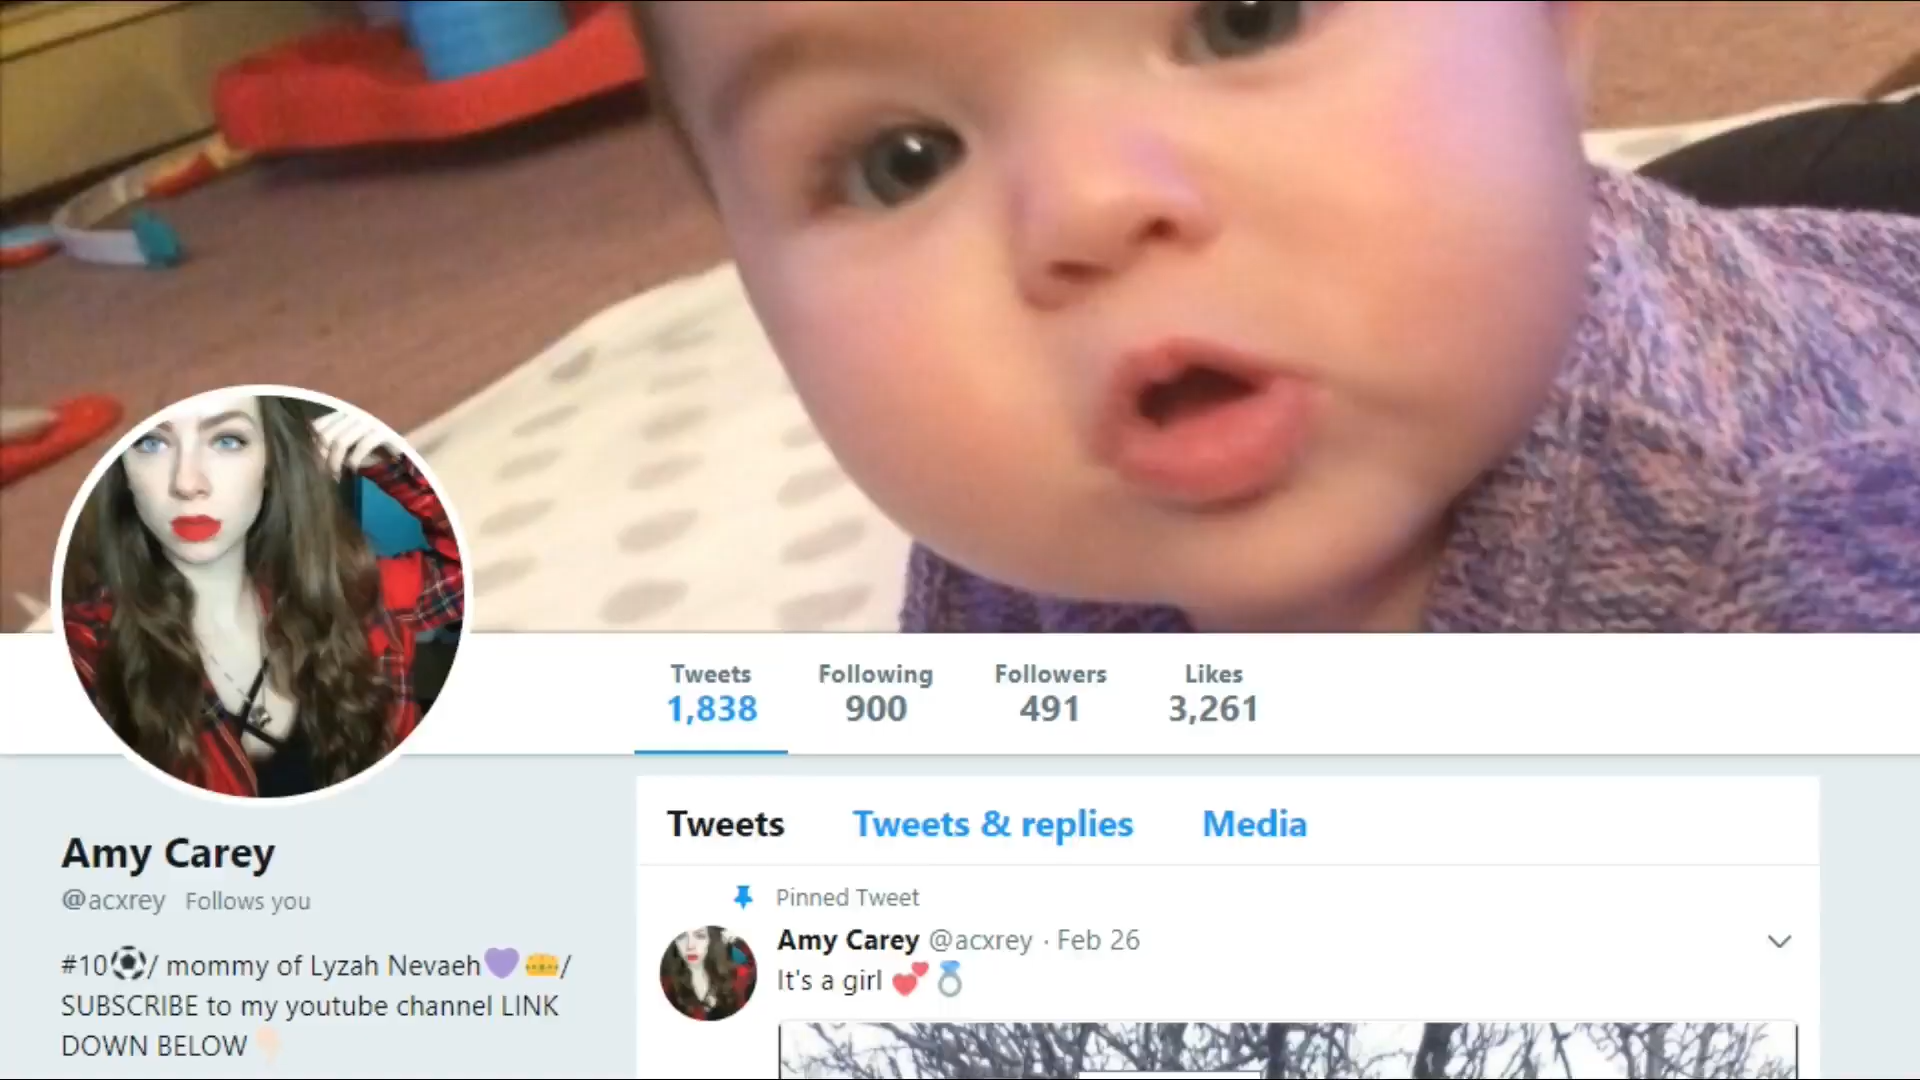 Tweets Following Followers Likes
1,838 900 491 3,261
Tweets Tweets & replies Media
Amy Carey
@acxrey Follows you
#10⚽/ mommy of Lyzah Nevaeh💜🍔/
SUBSCRIBE to my youtube channel LINK
DOWN BELOW👇🏻
Pinned Tweet
Amy Carey @acxrey · Feb 26
It's a girl 💕💍